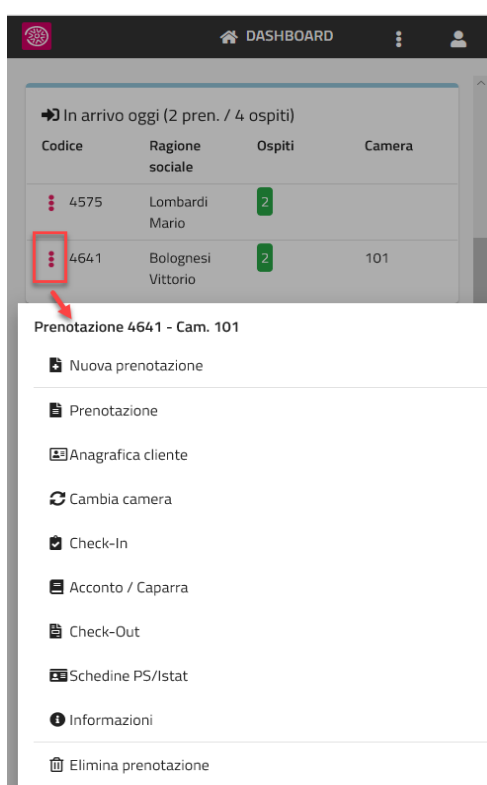 DASHBOARD
In arrivo oggi (2 pren. / 4 ospiti)
Codice Ragione sociale Ospiti Camera
4575 Lombardi Mario 2
4641 Bolognesi Vittorio 2 101
Prenotazione 4641 - Cam. 101
Nuova prenotazione
Prenotazione
Anagrafica cliente
Cambia camera
Check-In
Acconto / Caparra
Check-Out
Schedine PS/Istat
Informazioni
Elimina prenotazione